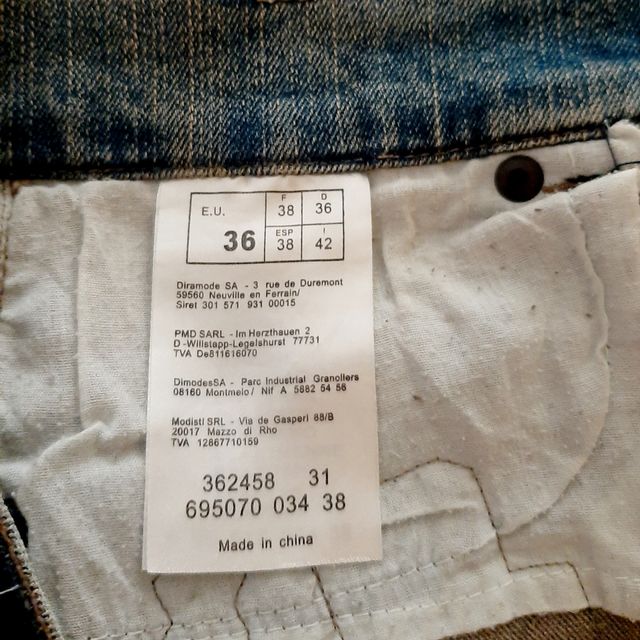 E.U. F D
38 36
36 ESP I
38 42
Diramode SA - 3 rue de Duremont
59560 Neuville en Ferrain/
Siret 301 571 931 00015
PMD SARL - Im Herzthauen 2
D -Willstapp-Legelshurst 77731
TVA De811616070
DimodesSA - Parc Industrial Granollers
08160 Montmelo/ Nif A 5882 54 56
Modisti SRL - Via de Gasperi 88/B
20017 Mazzo di Rho
TVA 12867710159
362458 31
695070 034 38
Made in china